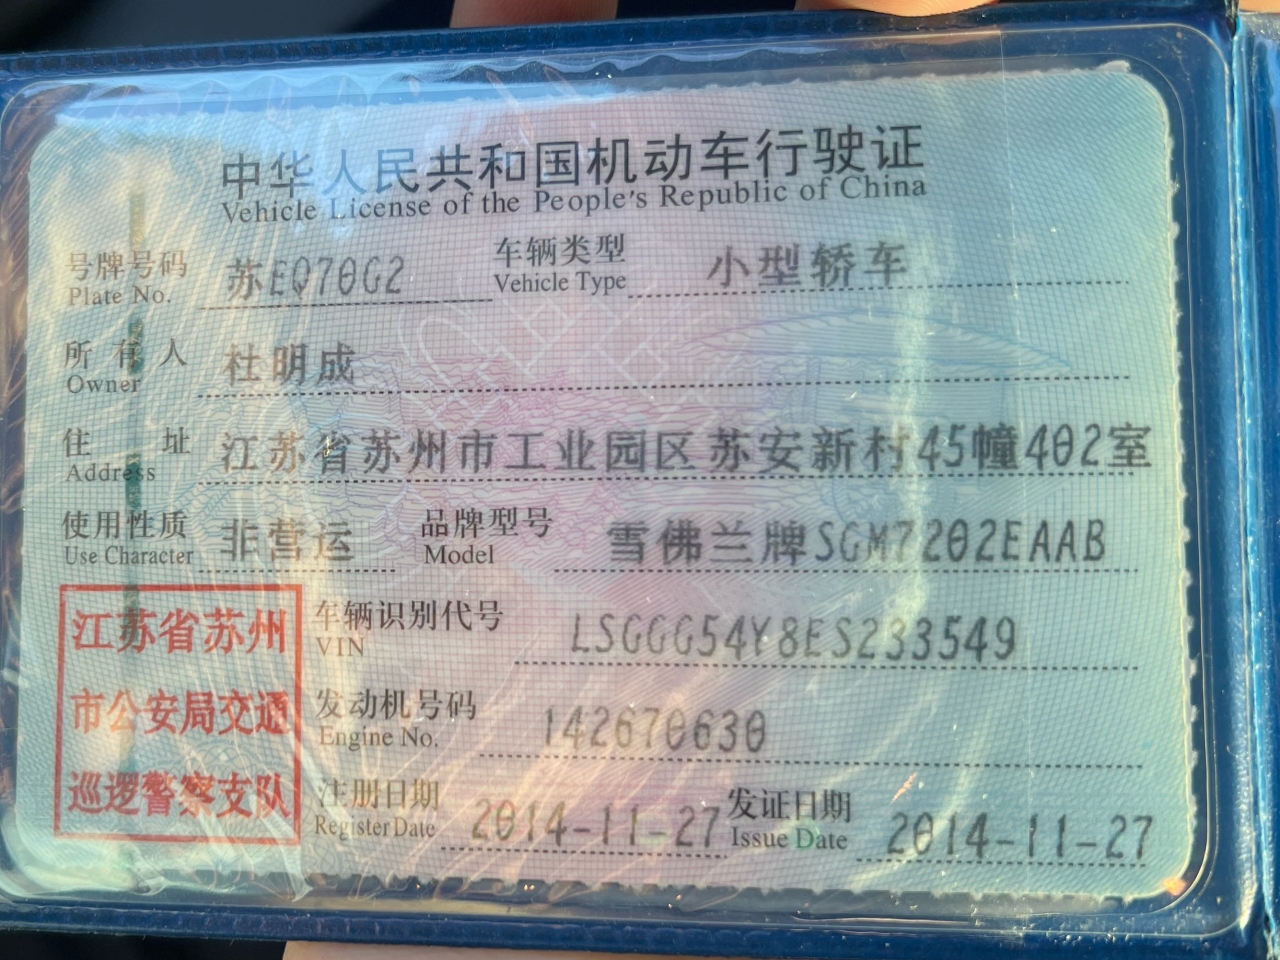 中华人民共和国机动车行驶证
Vehicle License of the People's Republic of China
号牌号码 苏EQ70G2 车辆类型 小型轿车
Plate No. Vehicle Type
所有人 杜明成
Owner
住址 江苏省苏州市工业园区苏安新村45幢402室
Address
使用性质 非营运 品牌型号 雪佛兰牌SGM7202EAAB
Use Character Model
江苏省苏州
市公安局交通
巡逻警察支队
车辆识别代号 LSGGG54Y8ES233549
VIN
发动机号码 142670630
Engine No.
注册日期 2014-11-27 发证日期 2014-11-27
Register Date Issue Date